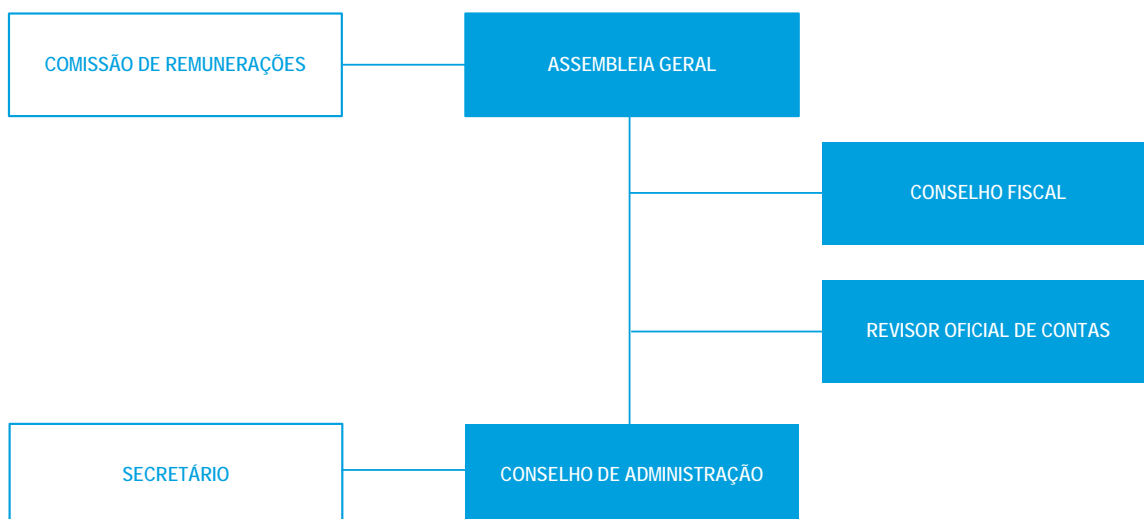 COMISSÃO DE REMUNERAÇÕES
ASSEMBLEIA GERAL
CONSELHO FISCAL
REVISOR OFICIAL DE CONTAS
SECRETÁRIO
CONSELHO DE ADMINISTRAÇÃO